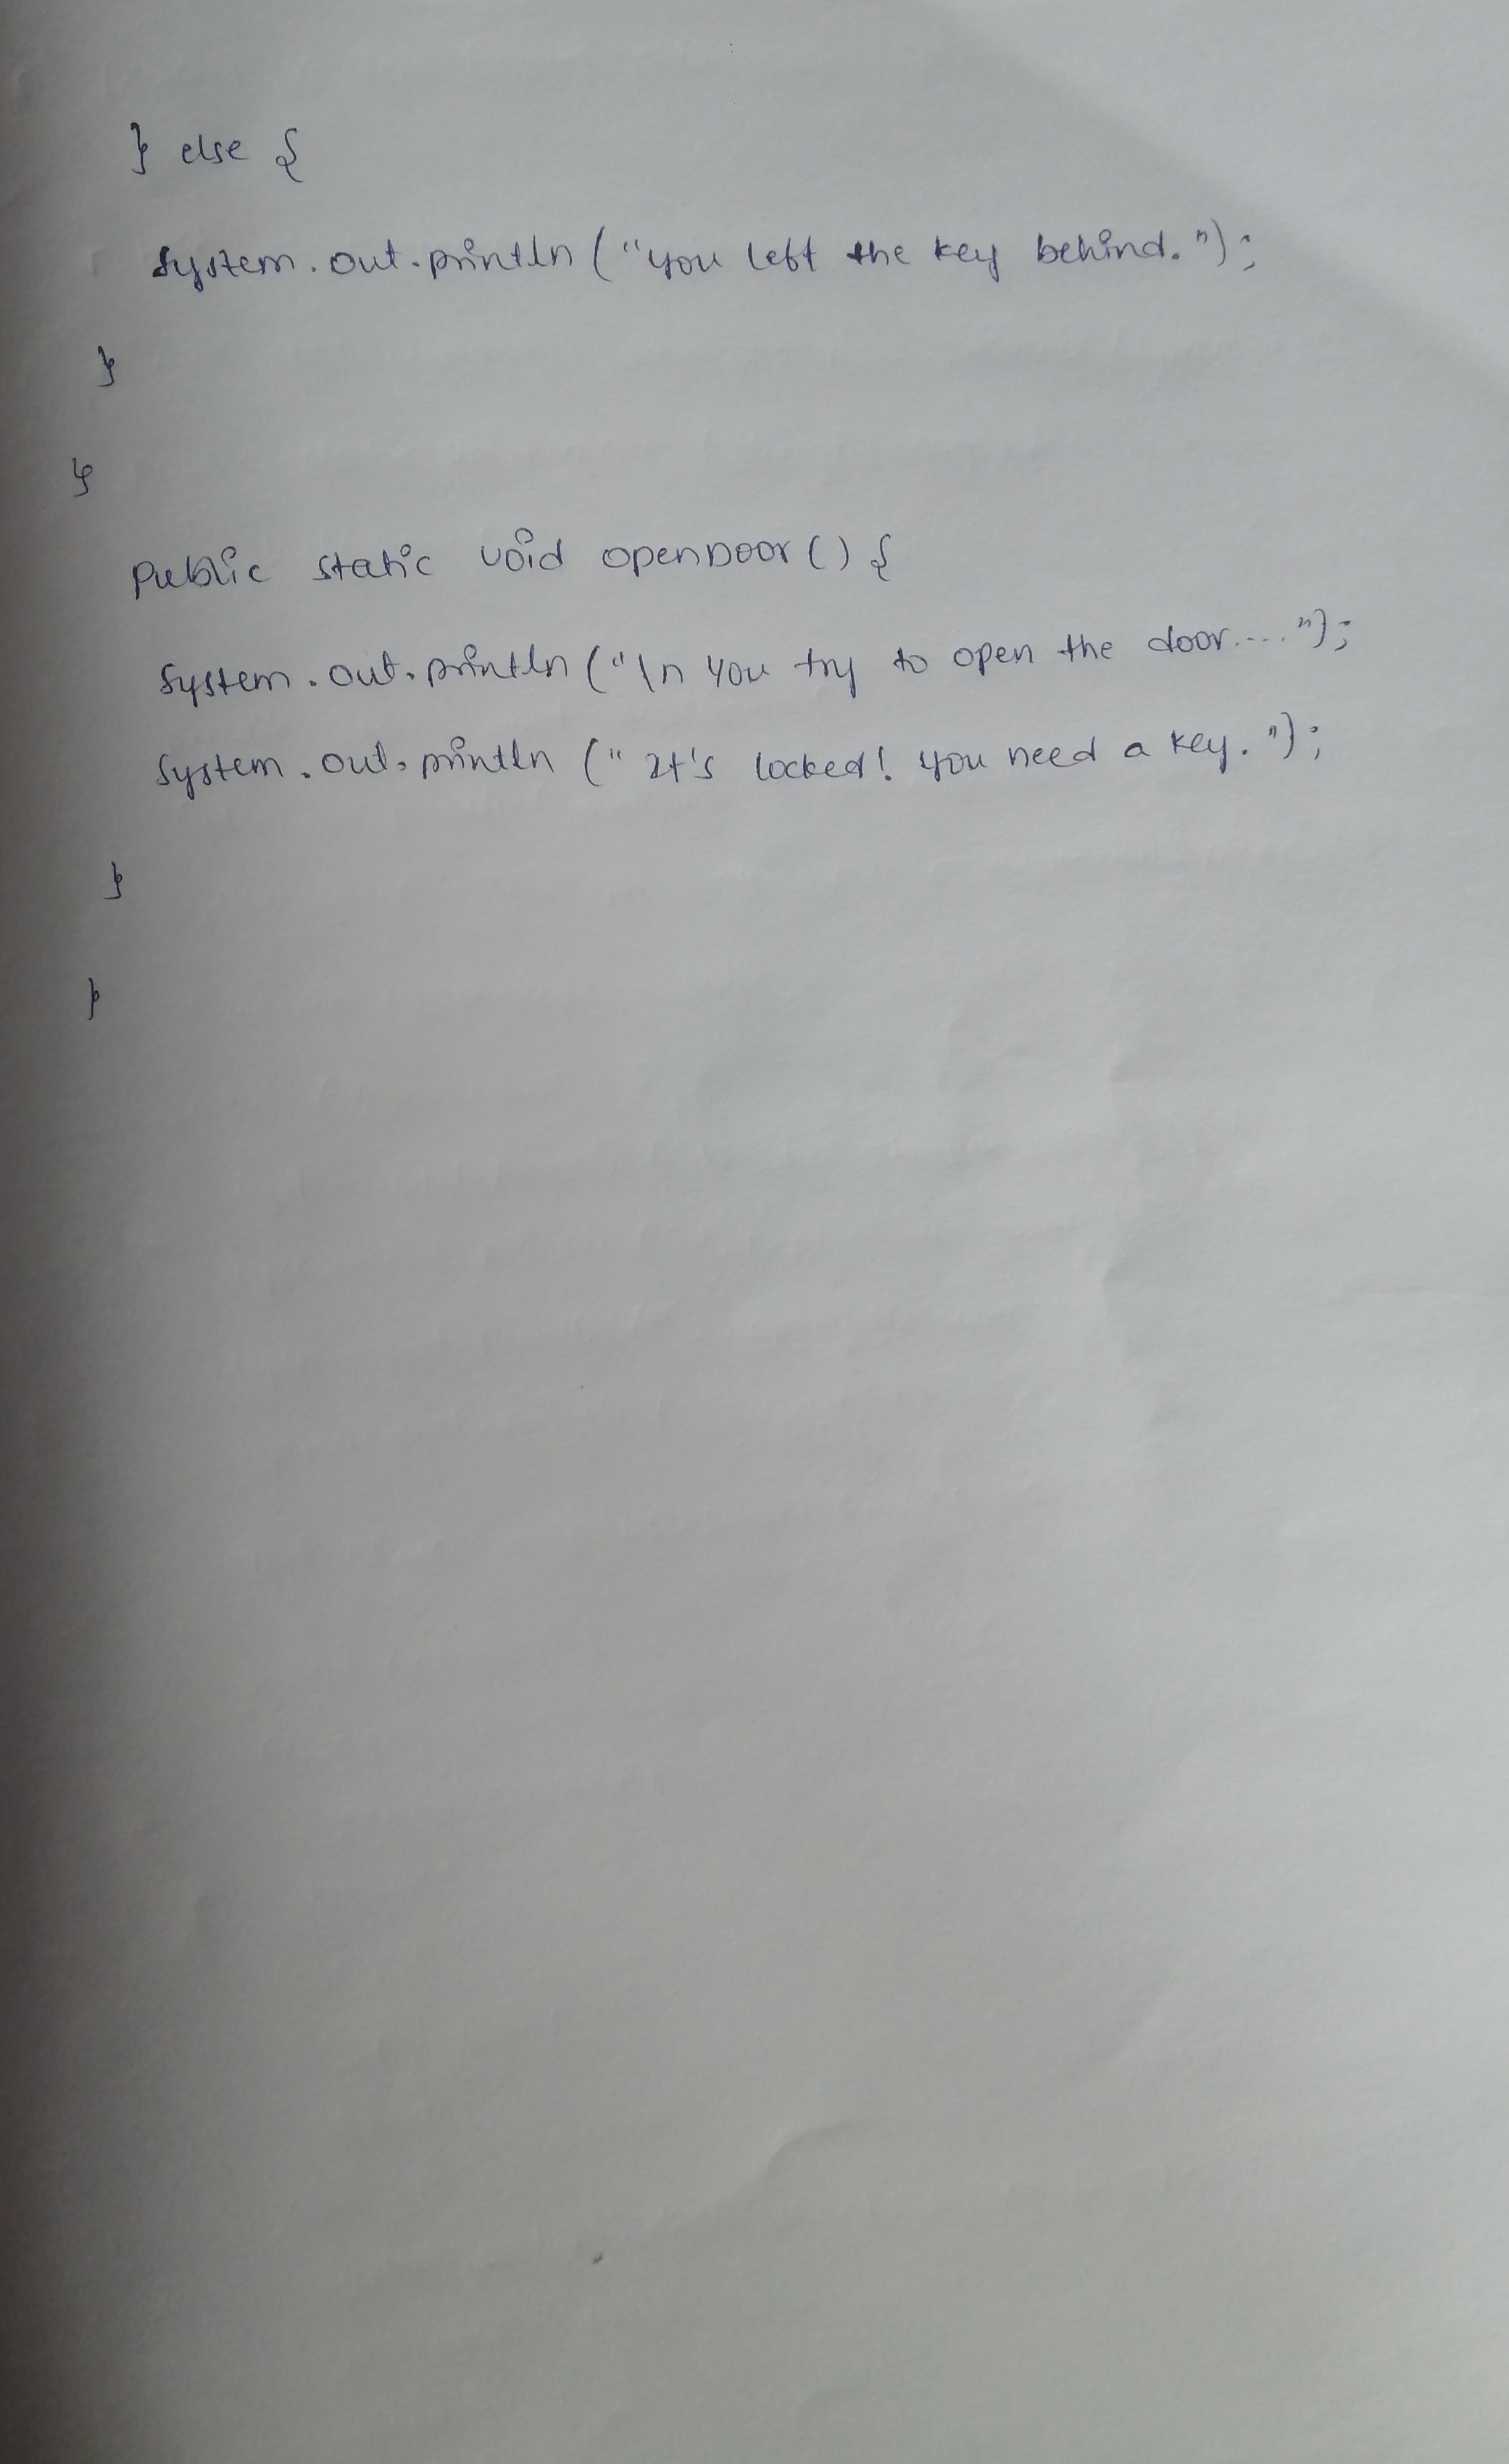 } else {
System.out.println ("you left the key behind.");
}
}
public static void openDoor() {
System.out.println ("\n You try to open the door....");
System.out.println ("It's locked! you need a key.");
}
}